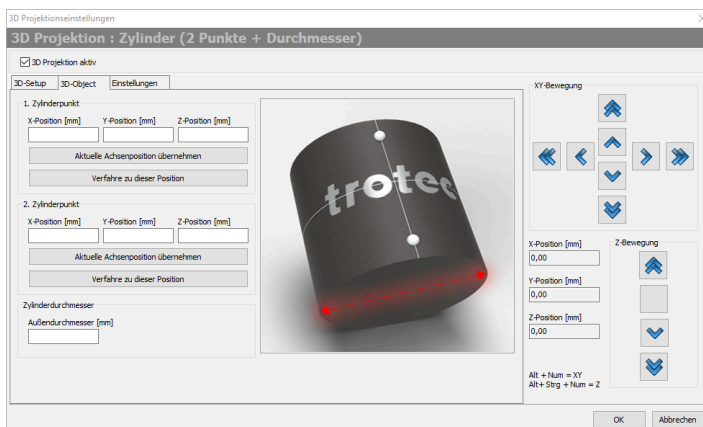 3D Projektionseinstellungen
3D Projektion : Zylinder (2 Punkte + Durchmesser)
3D Projektion aktiv
3D-Setup 3D-Object Einstellungen
1. Zylinderpunkt
X-Position [mm] Y-Position [mm] Z-Position [mm]
Aktuelle Achsenposition übernehmen
Verfahre zu dieser Position
2. Zylinderpunkt
X-Position [mm] Y-Position [mm] Z-Position [mm]
Aktuelle Achsenposition übernehmen
Verfahre zu dieser Position
Zylinderdurchmesser
Außendurchmesser [mm]
trotec
XY-Bewegung
X-Position [mm]
0,00
Y-Position [mm]
0,00
Z-Position [mm]
0,00
Z-Bewegung
Alt + Num = XY
Alt+ Strg + Num = Z
OK Abbrechen